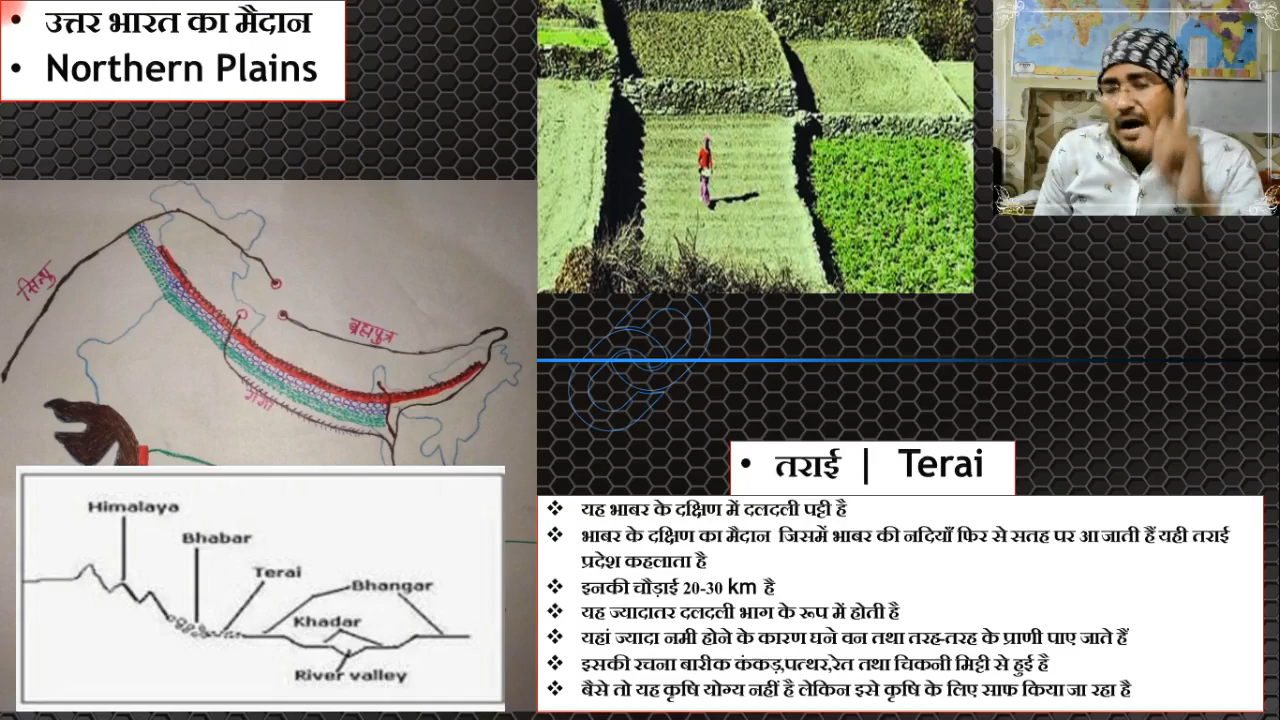 • उत्तर भारत का मैदान
• Northern Plains
सिन्धु
ब्रह्मपुत्र
गंगा
Himalaya
Bhabar
Terai
Bhangar
Khadar
River valley
• तराई | Terai
❖ यह भाबर के दक्षिण में दलदली पट्टी है
❖ भाबर के दक्षिण का मैदान जिसमें भाबर की नदियाँ फिर से सतह पर आ जाती हैं यही तराई
प्रदेश कहलाता है
❖ इनकी चौड़ाई 20-30 km है
❖ यह ज्यादातर दलदली भाग के रूप में होती है
❖ यहां ज्यादा नमी होने के कारण घने वन तथा तरह-तरह के प्राणी पाए जाते हैं
❖ इसकी रचना बारीक कंकड़,पत्थर,रेत तथा चिकनी मिट्टी से हुई है
❖ बैसे तो यह कृषि योग्य नहीं है लेकिन इसे कृषि के लिए साफ किया जा रहा है